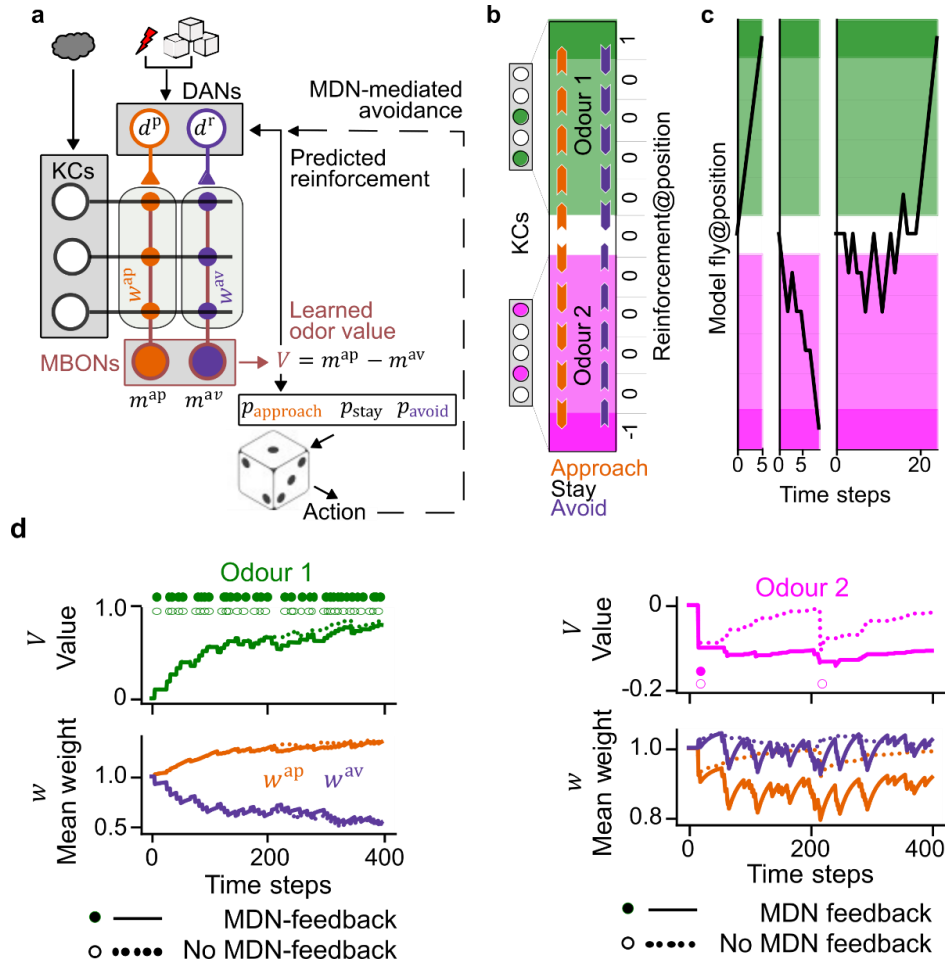 a
DANs
d^p
d^r
MDN-mediated
avoidance
Predicted
reinforcement
KCs
w^ap
w^av
Learned odor value
MBONs
V = m^ap − m^av
m^ap
m^av
p_approach p_stay p_avoid
Action
b
KCs
Odour 1
Odour 2
1
0
0
0
0
0
0
0
0
0
-1
Reinforcement@position
Approach
Stay
Avoid
c
Model fly@position
0
5
0
5
0
20
Time steps
d
Odour 1
V
Value
1.0
0
w
Mean weight
1.0
0.5
w^ap
w^av
0
200
400
Time steps
MDN-feedback
No MDN-feedback
Odour 2
V
Value
0
-0.2
w
Mean weight
1.0
0.8
0
200
400
Time steps
MDN feedback
No MDN feedback